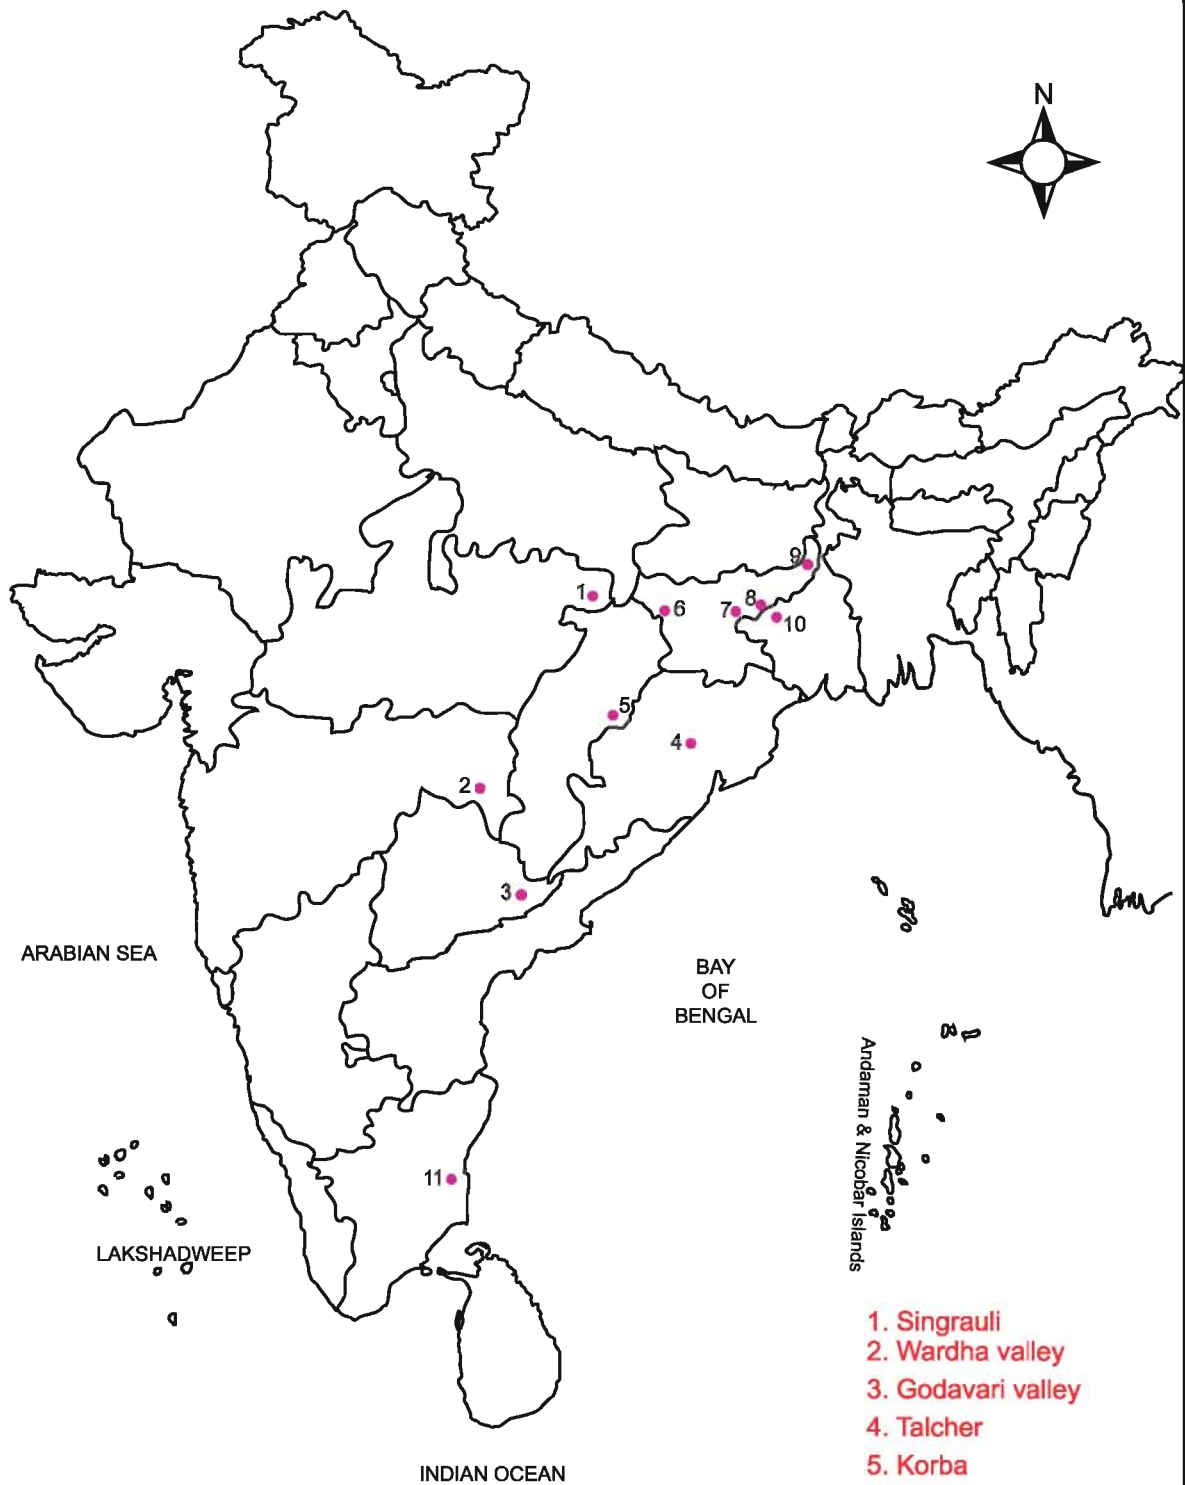 N
9
1
6
7
8
10
5
4
2
3
ARABIAN SEA
BAY
OF
BENGAL
Andaman & Nicobar Islands
11
LAKSHADWEEP
1. Singrauli
2. Wardha valley
3. Godavari valley
4. Talcher
5. Korba
INDIAN OCEAN